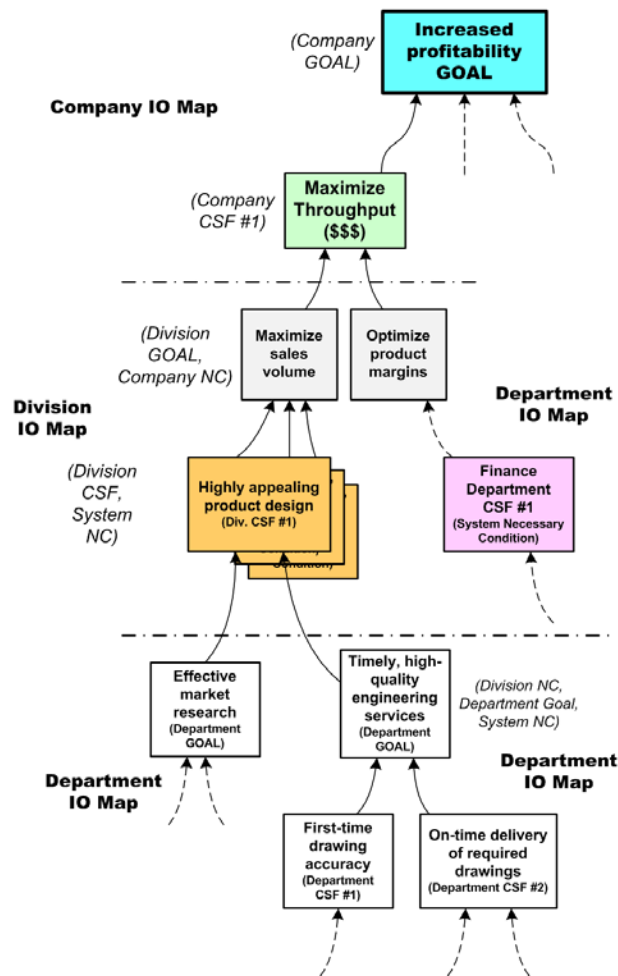 (Company
GOAL)
Increased
profitability
GOAL
Company IO Map
(Company
CSF #1)
Maximize
Throughput
($$$)
(Division
GOAL,
Company NC)
Maximize
sales
volume
Optimize
product
margins
Division
IO Map
Department
IO Map
(Division
CSF,
System
NC)
Highly appealing
product design
(Div. CSF #1)
Condition)
Finance
Department
CSF #1
(System Necessary
Condition)
Effective
market
research
(Department
GOAL)
Timely, high-
quality
engineering
services
(Department
GOAL)
(Division NC,
Department Goal,
System NC)
Department
IO Map
Department
IO Map
First-time
drawing
accuracy
(Department
CSF #1)
On-time delivery
of required
drawings
(Department CSF #2)